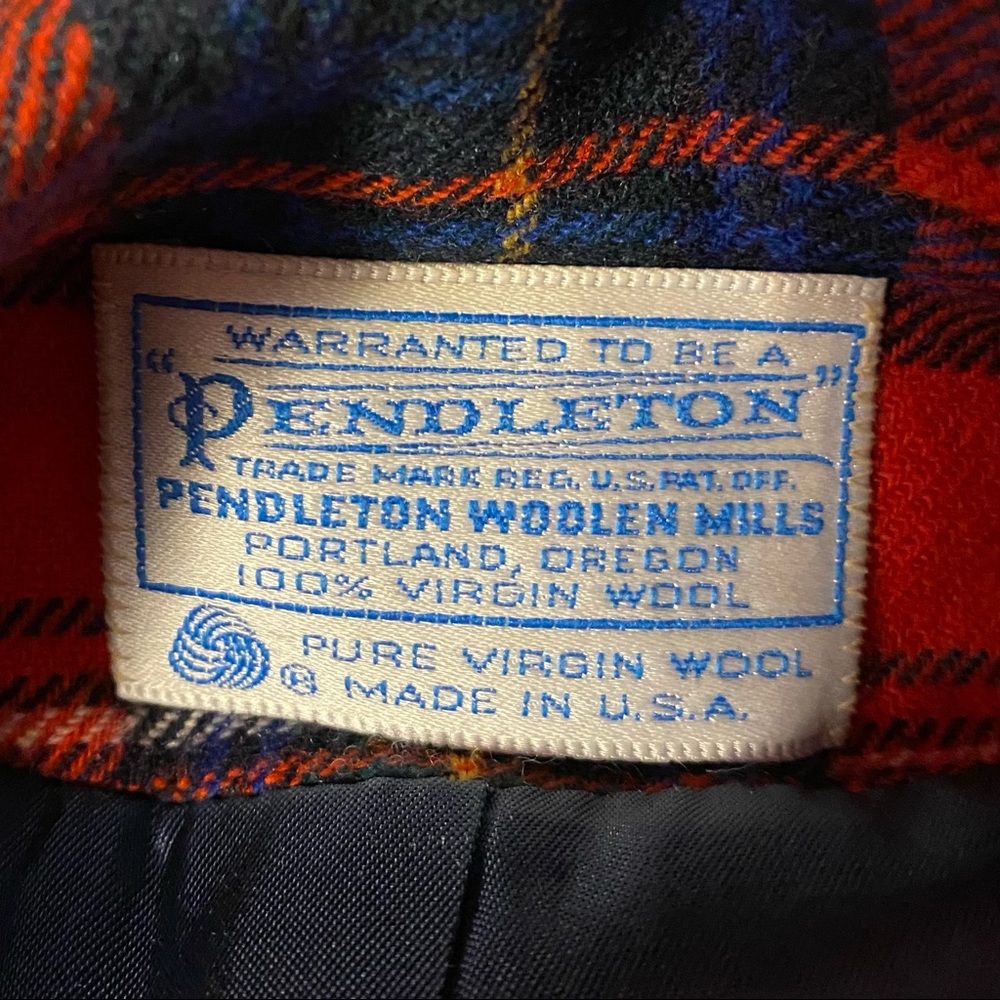 WARRANTED TO BE A
"PENDLETON"
TRADE MARK REG. U.S. PAT. OFF.
PENDLETON WOOLEN MILLS
PORTLAND, OREGON
100% VIRGIN WOOL
PURE VIRGIN WOOL
® MADE IN U.S.A.